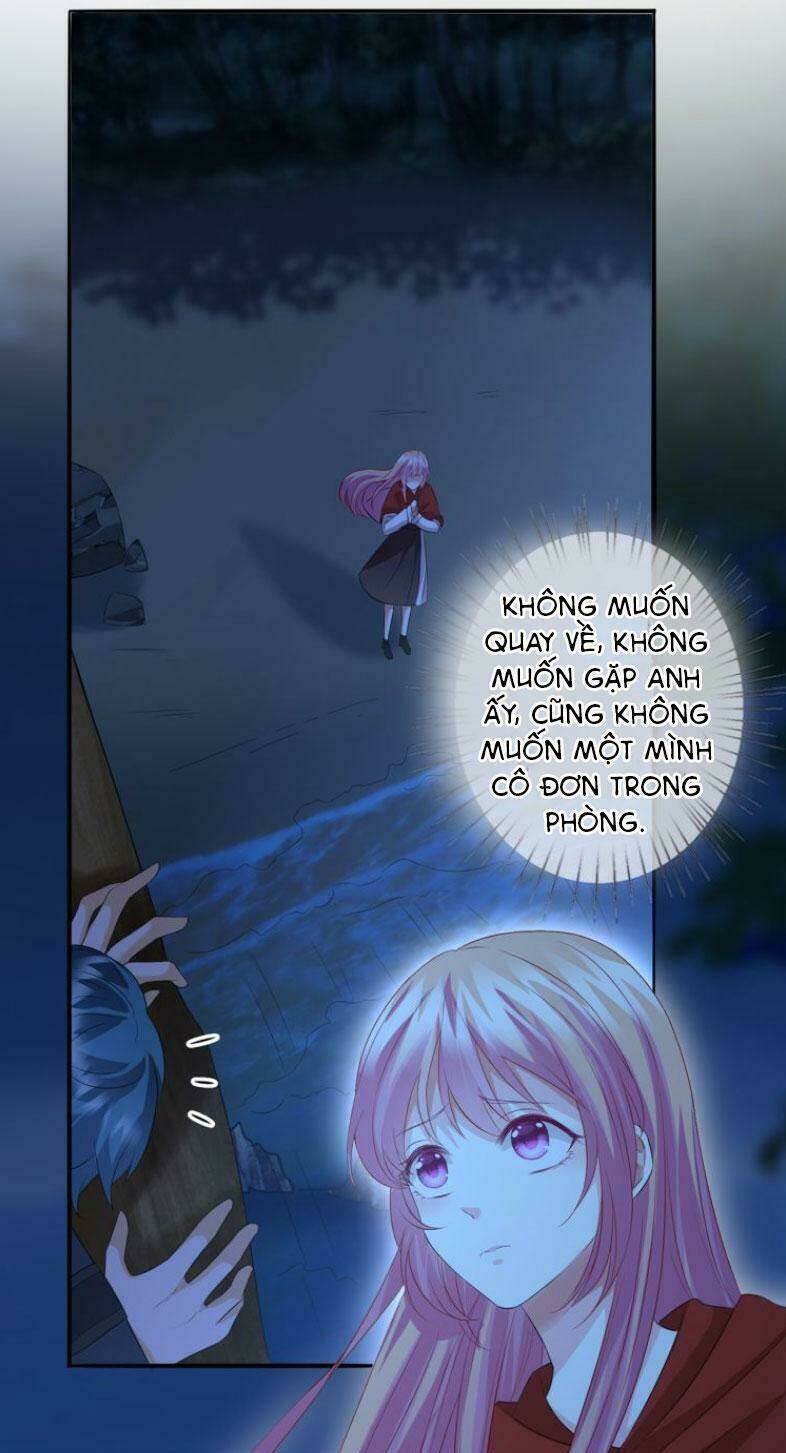 KHÔNG MUỐN
QUAY VỀ, KHÔNG
MUỐN GẶP ANH
ẤY, CŨNG KHÔNG
MUỐN MỘT MÌNH
CÔ ĐƠN TRONG
PHÒNG.